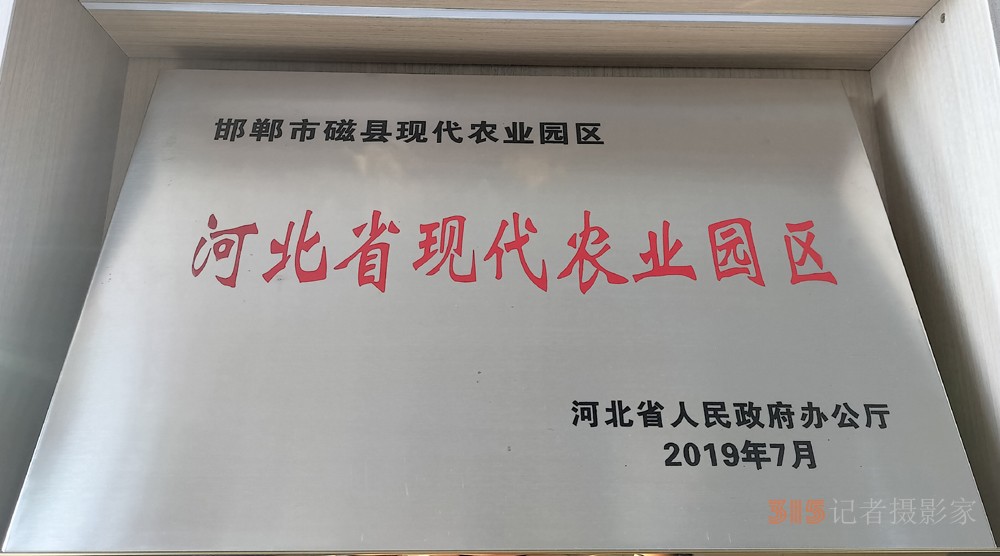 邯郸市磁县现代农业园区
河北省现代农业园区
河北省人民政府办公厅
2019年7月
315记者摄影家